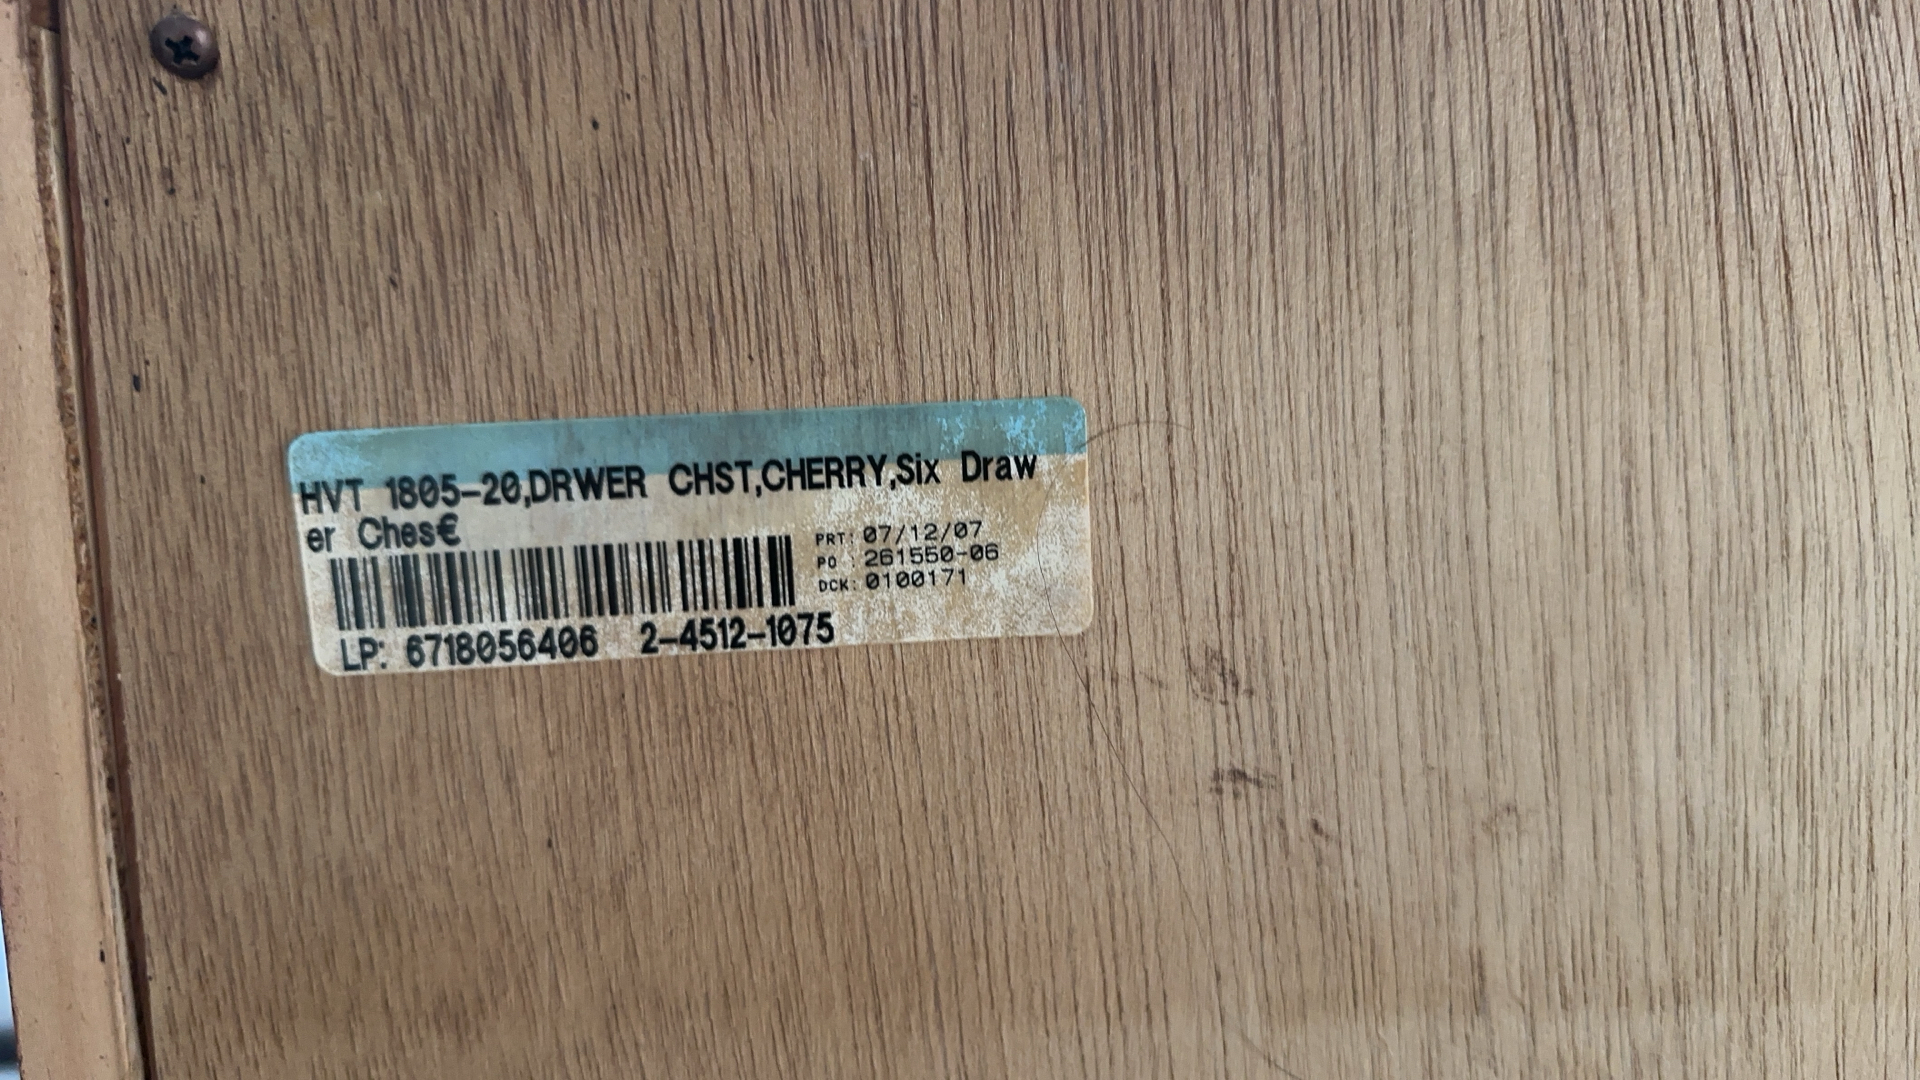 HVT 1805-20,DRWER CHST,CHERRY,Six Draw
er Ches€
PRT: 07/12/07
PO : 261550-06
DCK: 0100171
LP: 6718056406 2-4512-1075